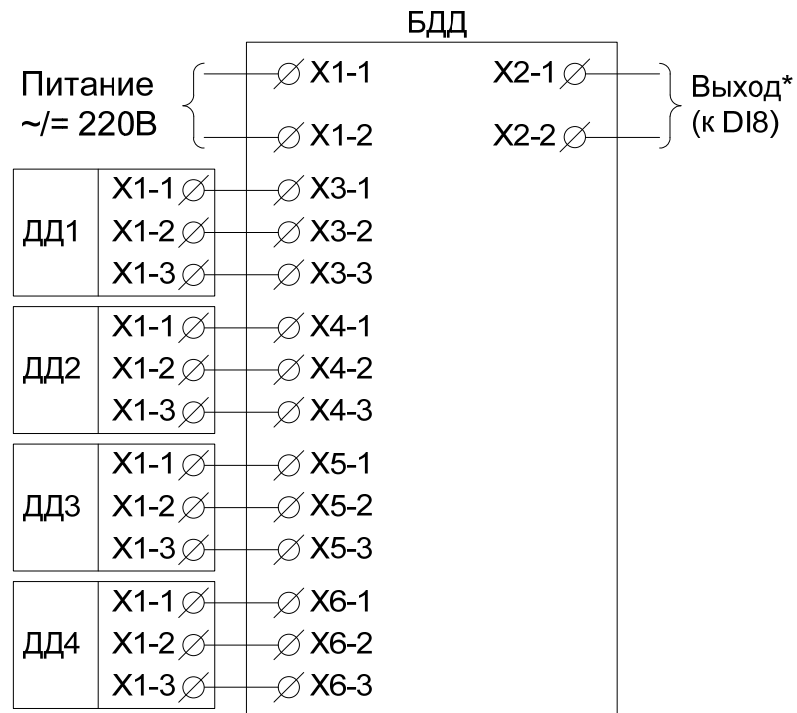 БДД
Питание
~/= 220В
X1-1
X1-2
X2-1
X2-2
Выход*
(к DI8)
ДД1
X1-1
X1-2
X1-3
X3-1
X3-2
X3-3
ДД2
X1-1
X1-2
X1-3
X4-1
X4-2
X4-3
ДД3
X1-1
X1-2
X1-3
X5-1
X5-2
X5-3
ДД4
X1-1
X1-2
X1-3
X6-1
X6-2
X6-3